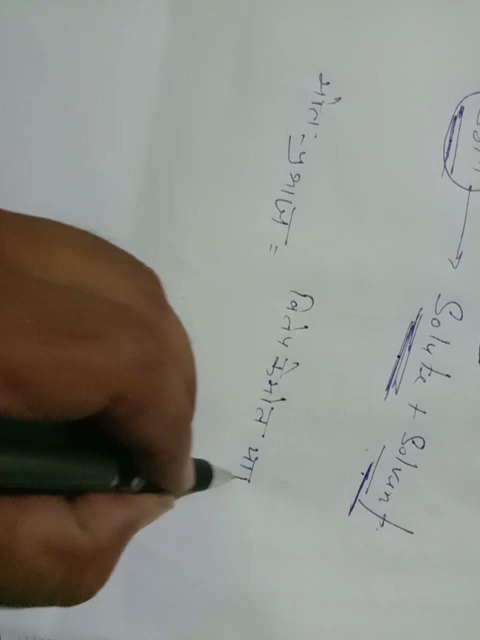 → Solute + Solvent
मोल-प्रभाज = विलेय के मोल या